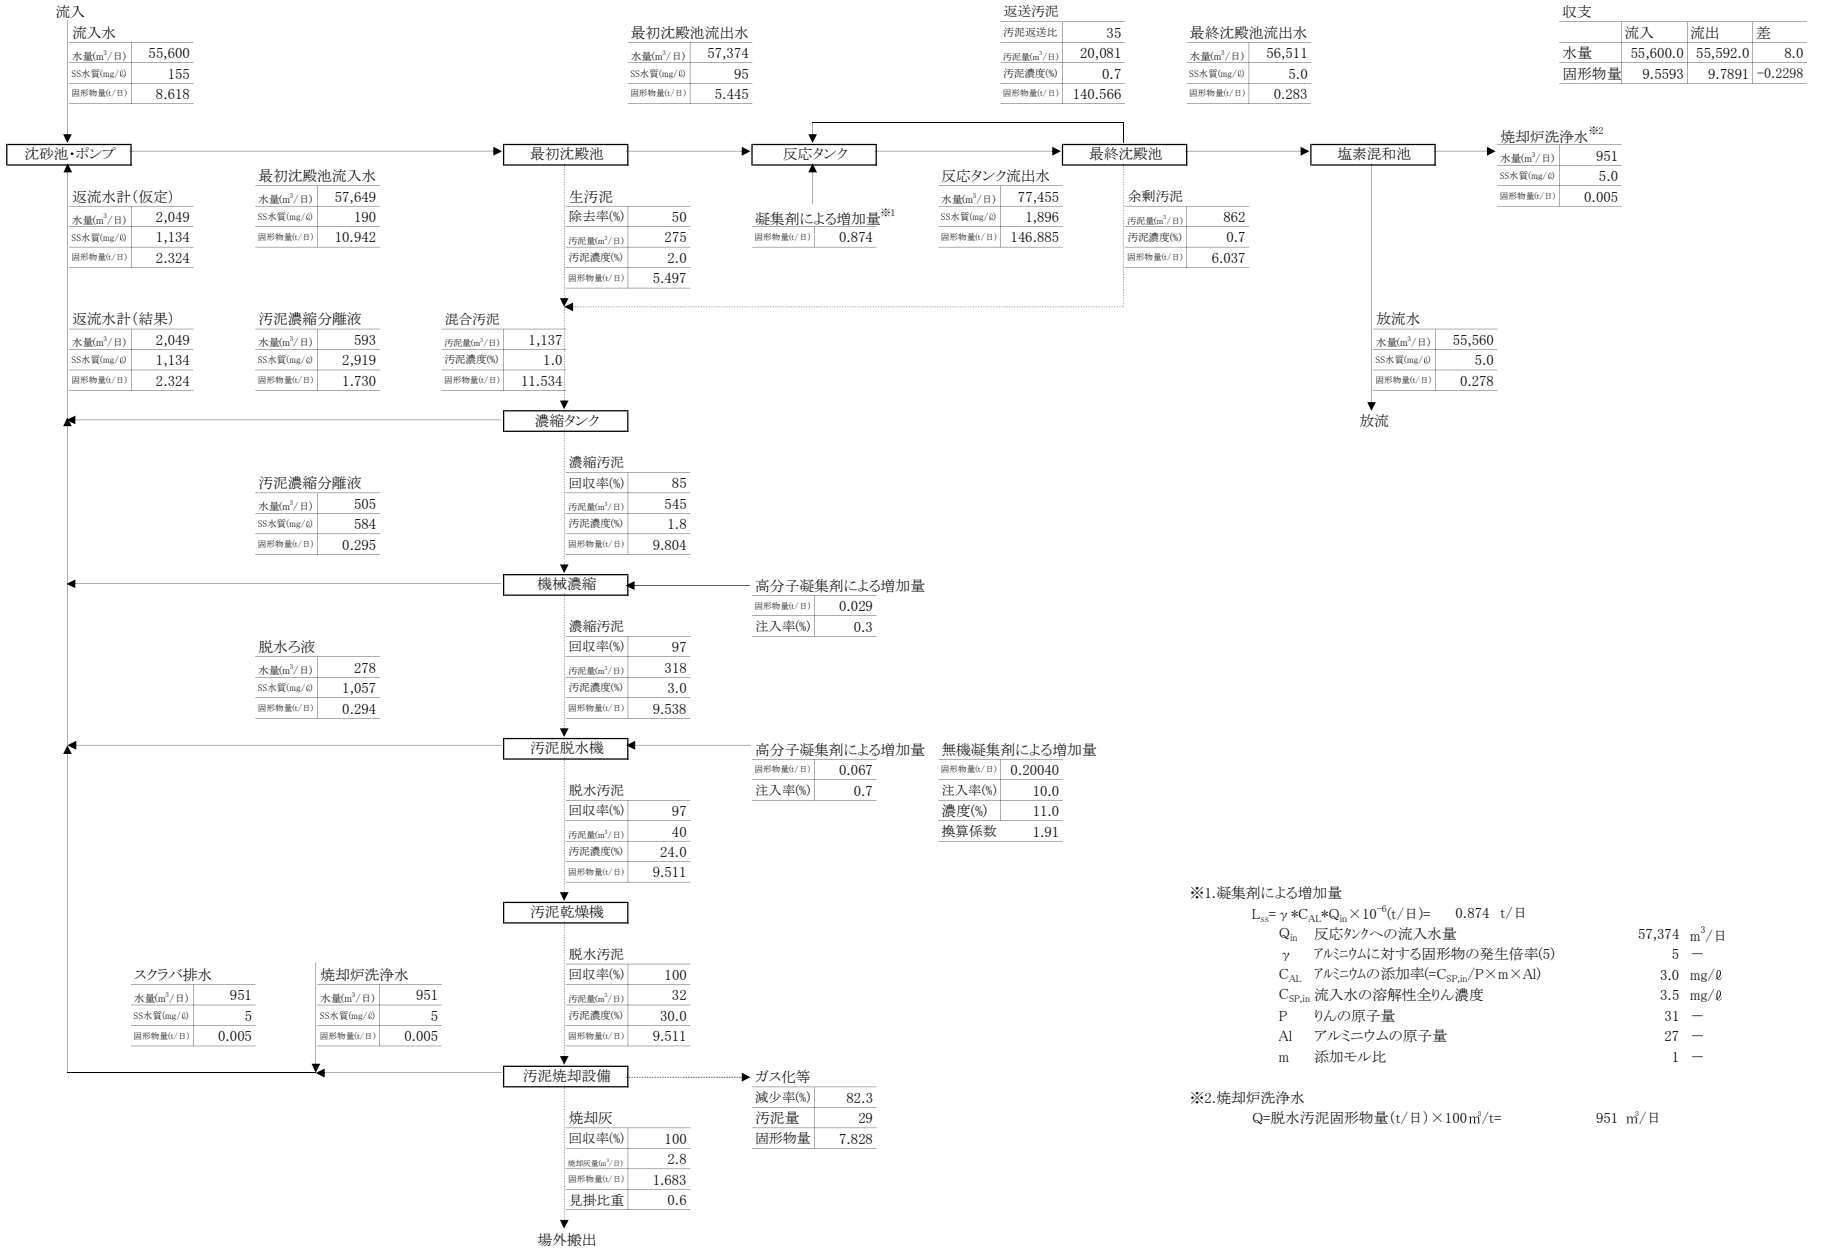 流入
流入水
水量(m³/日) 55,600
SS水質(mg/ℓ) 155
固形物量(t/日) 8.618
最初沈殿池流出水
水量(m³/日) 57,374
SS水質(mg/ℓ) 95
固形物量(t/日) 5.445
返送汚泥
汚泥返送比 35
汚泥量(m³/日) 20,081
汚泥濃度(%) 0.7
固形物量(t/日) 140.566
最終沈殿池流出水
水量(m³/日) 56,511
SS水質(mg/ℓ) 5.0
固形物量(t/日) 0.283
収支
流入 流出 差
水量 55,600.0 55,592.0 8.0
固形物量 9.5593 9.7891 -0.2298
沈砂池・ポンプ
最初沈殿池
反応タンク
最終沈殿池
塩素混和池
焼却炉洗浄水※2
水量(m³/日) 951
SS水質(mg/ℓ) 5.0
固形物量(t/日) 0.005
返流水計(仮定)
水量(m³/日) 2,049
SS水質(mg/ℓ) 1,134
固形物量(t/日) 2.324
最初沈殿池流入水
水量(m³/日) 57,649
SS水質(mg/ℓ) 190
固形物量(t/日) 10.942
生汚泥
除去率(%) 50
汚泥量(m³/日) 275
汚泥濃度(%) 2.0
固形物量(t/日) 5.497
凝集剤による増加量※1
固形物量(t/日) 0.874
反応タンク流出水
水量(m³/日) 77,455
SS水質(mg/ℓ) 1,896
固形物量(t/日) 146.885
余剰汚泥
汚泥量(m³/日) 862
汚泥濃度(%) 0.7
固形物量(t/日) 6.037
返流水計(結果)
水量(m³/日) 2,049
SS水質(mg/ℓ) 1,134
固形物量(t/日) 2.324
汚泥濃縮分離液
水量(m³/日) 593
SS水質(mg/ℓ) 2,919
固形物量(t/日) 1.730
混合汚泥
汚泥量(m³/日) 1,137
汚泥濃度(%) 1.0
固形物量(t/日) 11.534
放流水
水量(m³/日) 55,560
SS水質(mg/ℓ) 5.0
固形物量(t/日) 0.278
放流
濃縮タンク
濃縮汚泥
回収率(%) 85
汚泥量(m³/日) 545
汚泥濃度(%) 1.8
固形物量(t/日) 9.804
汚泥濃縮分離液
水量(m³/日) 505
SS水質(mg/ℓ) 584
固形物量(t/日) 0.295
機械濃縮
高分子凝集剤による増加量
固形物量(t/日) 0.029
注入率(%) 0.3
濃縮汚泥
回収率(%) 97
汚泥量(m³/日) 318
汚泥濃度(%) 3.0
固形物量(t/日) 9.538
脱水ろ液
水量(m³/日) 278
SS水質(mg/ℓ) 1,057
固形物量(t/日) 0.294
汚泥脱水機
高分子凝集剤による増加量
固形物量(t/日) 0.067
注入率(%) 0.7
無機凝集剤による増加量
固形物量(t/日) 0.20040
注入率(%) 10.0
濃度(%) 11.0
換算係数 1.91
脱水汚泥
回収率(%) 97
汚泥量(m³/日) 40
汚泥濃度(%) 24.0
固形物量(t/日) 9.511
汚泥乾燥機
脱水汚泥
回収率(%) 100
汚泥量(m³/日) 32
汚泥濃度(%) 30.0
固形物量(t/日) 9.511
スクラバ排水
水量(m³/日) 951
SS水質(mg/ℓ) 5
固形物量(t/日) 0.005
焼却炉洗浄水
水量(m³/日) 951
SS水質(mg/ℓ) 5
固形物量(t/日) 0.005
汚泥焼却設備
ガス化等
減少率(%) 82.3
汚泥量 29
固形物量 7.828
焼却灰
回収率(%) 100
焼却灰量(m³/日) 2.8
固形物量(t/日) 1.683
見掛比重 0.6
場外搬出
※1.凝集剤による増加量
Lss=γ*CAL*Qin×10⁻⁶(t/日)= 0.874 t/日
Qin 反応タンクへの流入水量 57,374 m³/日
γ アルミニウムに対する固形物の発生倍率(5) 5 −
CAL アルミニウムの添加率(=CSP,in/P×m×Al) 3.0 mg/ℓ
CSP,in 流入水の溶解性全りん濃度 3.5 mg/ℓ
P りんの原子量 31 −
Al アルミニウムの原子量 27 −
m 添加モル比 1 −
※2.焼却炉洗浄水
Q=脱水汚泥固形物量(t/日)×100㎥/t= 951 ㎥/日